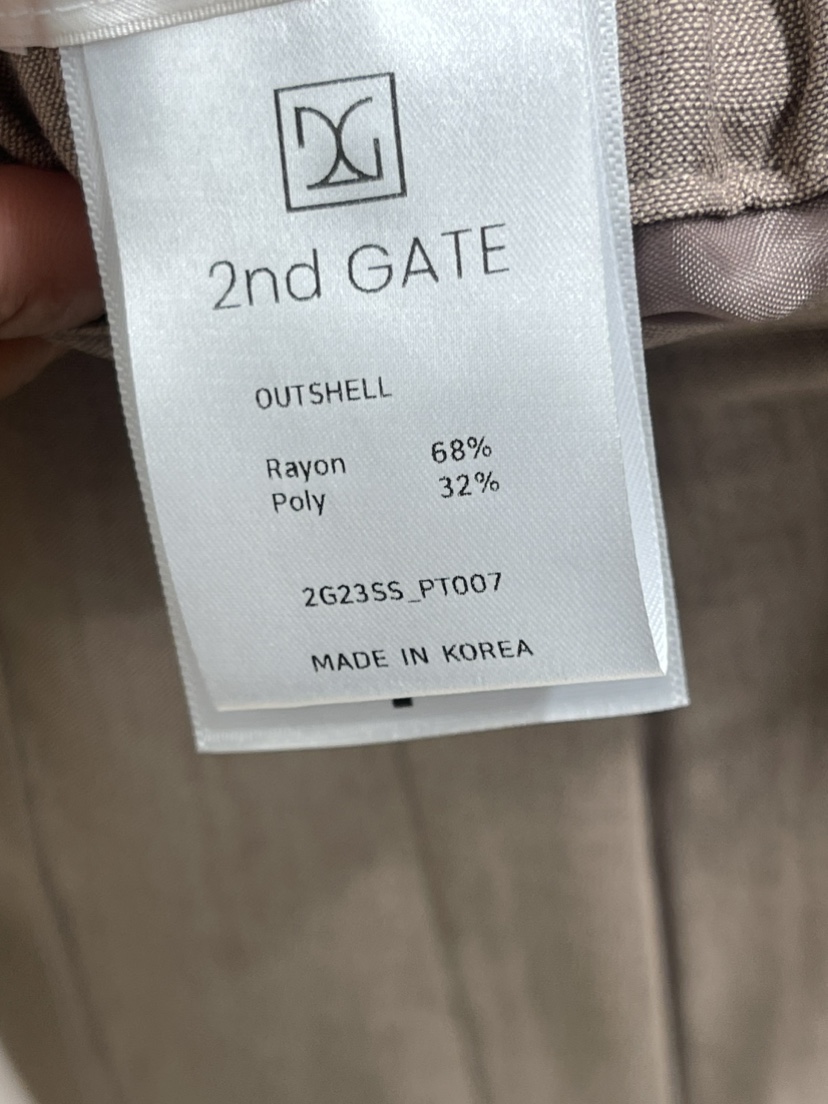 2nd GATE
OUTSHELL
Rayon 68%
Poly 32%
2G23SS_PT007
MADE IN KOREA